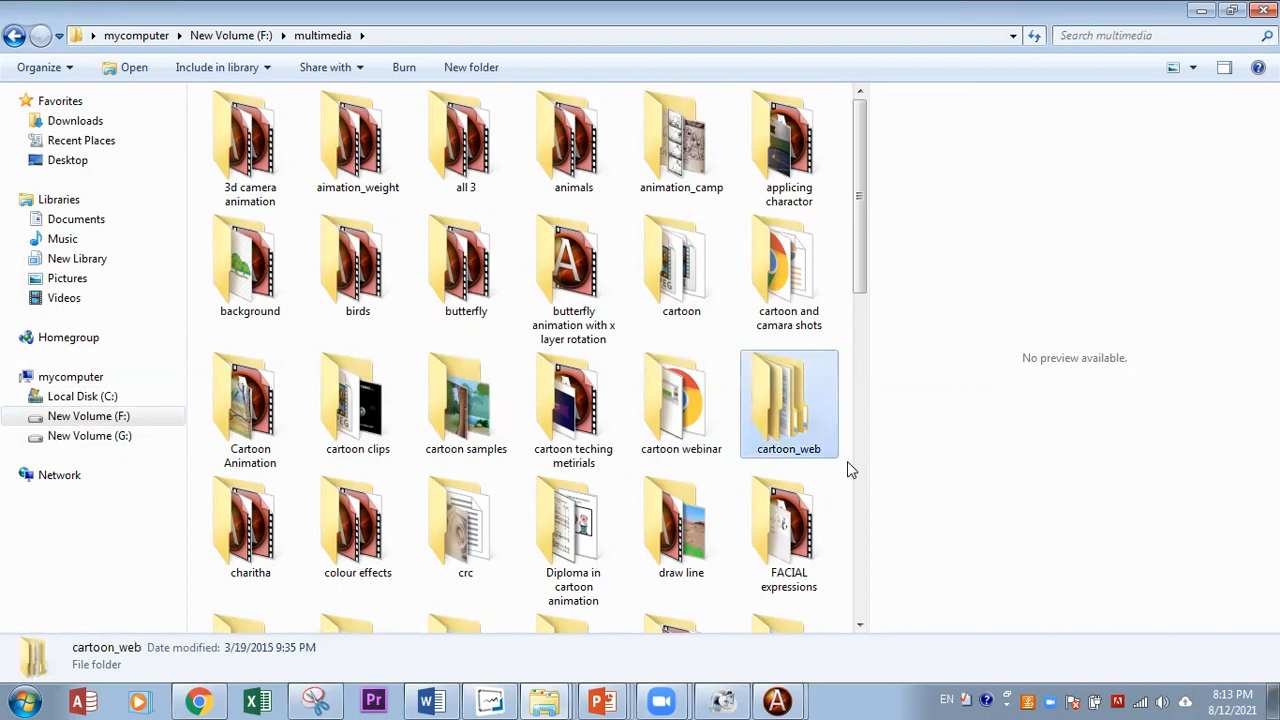 mycomputer New Volume (F:) multimedia Search multimedia
Organize Open Include in library Share with Burn New folder
Favorites
Downloads
Recent Places
Desktop
Libraries
Documents
Music
New Library
Pictures
Videos
Homegroup
mycomputer
Local Disk (C:)
New Volume (F:)
New Volume (G:)
Network
3d camera
animation
aimation_weight
all 3
animals
animation_camp
applicing
charactor
background
birds
butterfly
butterfly
animation with x
layer rotation
cartoon
cartoon and
camara shots
Cartoon
Animation
cartoon clips
cartoon samples
cartoon teching
metirials
cartoon webinar
cartoon_web
charitha
colour effects
crc
Diploma in
cartoon
animation
draw line
FACIAL
expressions
No preview available.
cartoon_web Date modified: 3/19/2015 9:35 PM
File folder
EN
8:13 PM
8/12/2021